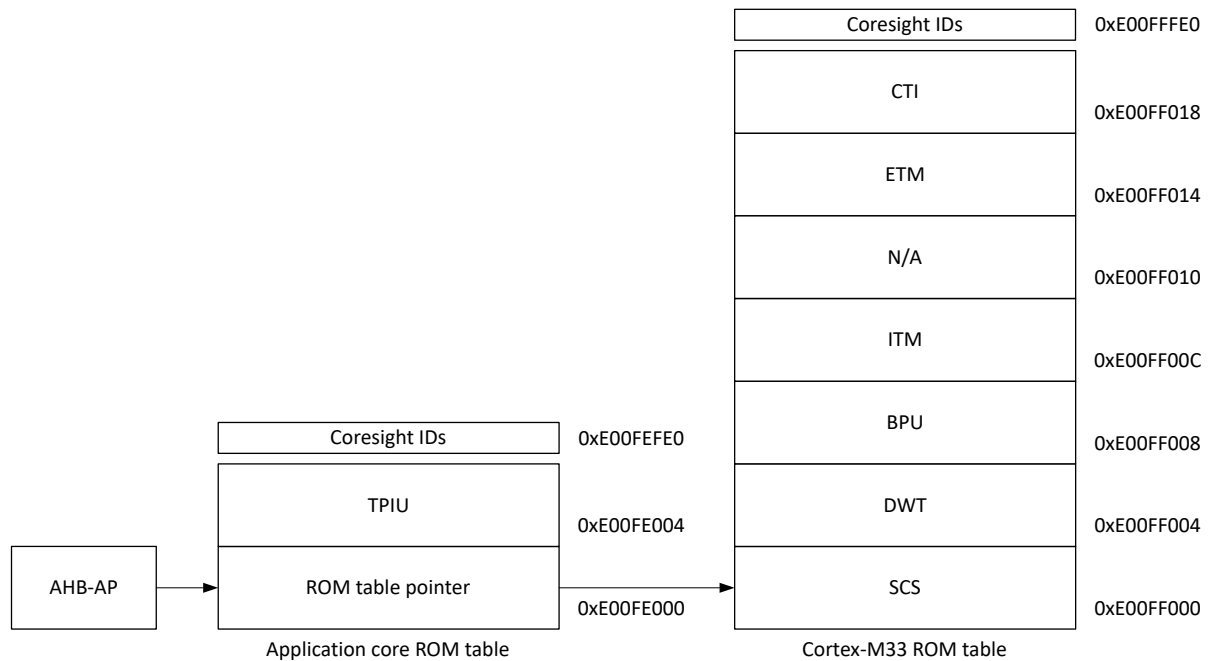 Coresight IDs
0xE00FFFE0
CTI
0xE00FF018
ETM
0xE00FF014
N/A
0xE00FF010
ITM
0xE00FF00C
BPU
0xE00FF008
DWT
0xE00FF004
SCS
0xE00FF000
Cortex-M33 ROM table
Coresight IDs
0xE00FEFE0
TPIU
0xE00FE004
ROM table pointer
0xE00FE000
Application core ROM table
AHB-AP